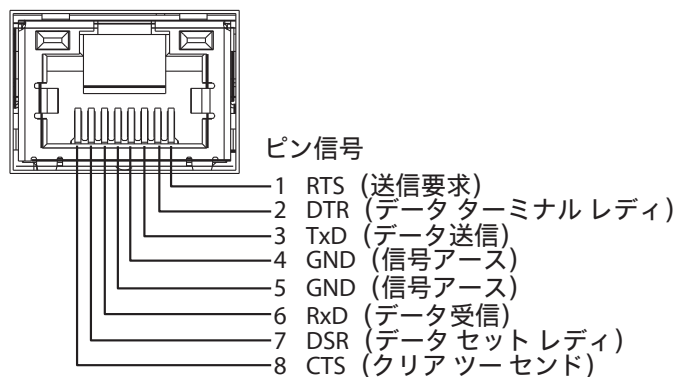 ピン信号
1 RTS (送信要求)
2 DTR (データ ターミナル レディ)
3 TxD (データ送信)
4 GND (信号アース)
5 GND (信号アース)
6 RxD (データ受信)
7 DSR (データ セット レディ)
8 CTS (クリア ツー センド)